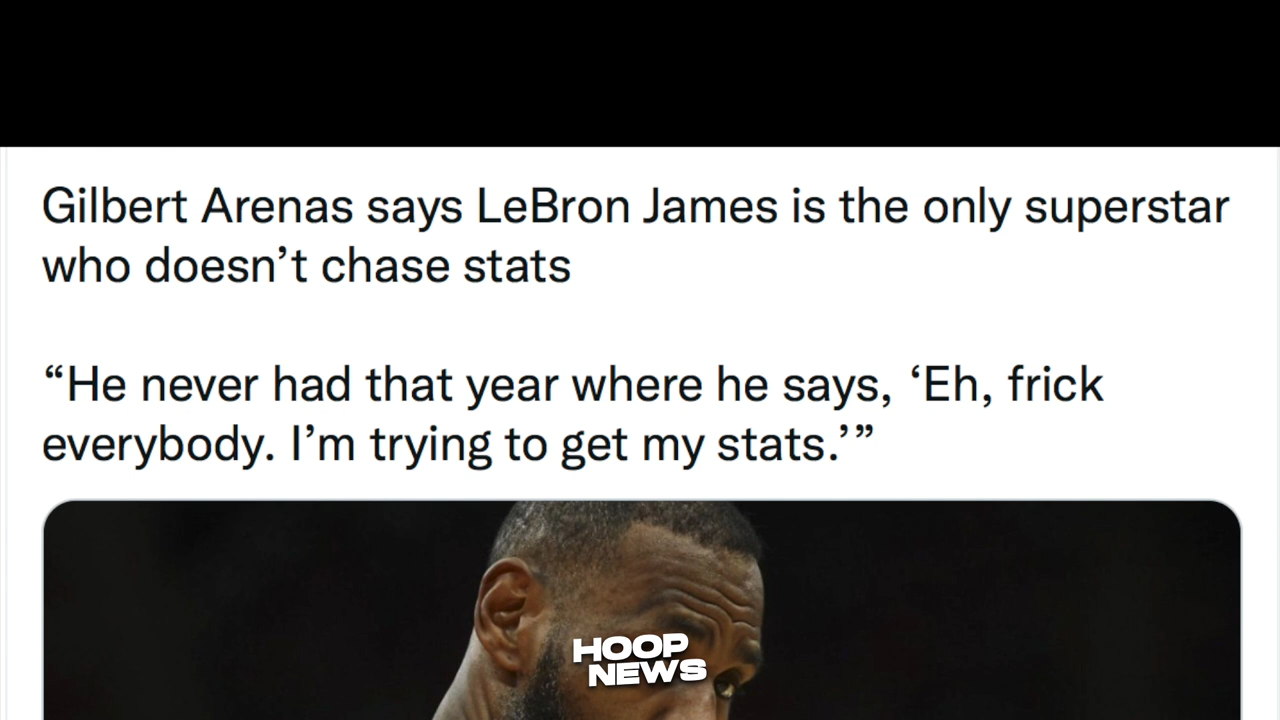 Gilbert Arenas says LeBron James is the only superstar
who doesn’t chase stats
“He never had that year where he says, ‘Eh, frick
everybody. I’m trying to get my stats.’”
HOOP
NEWS